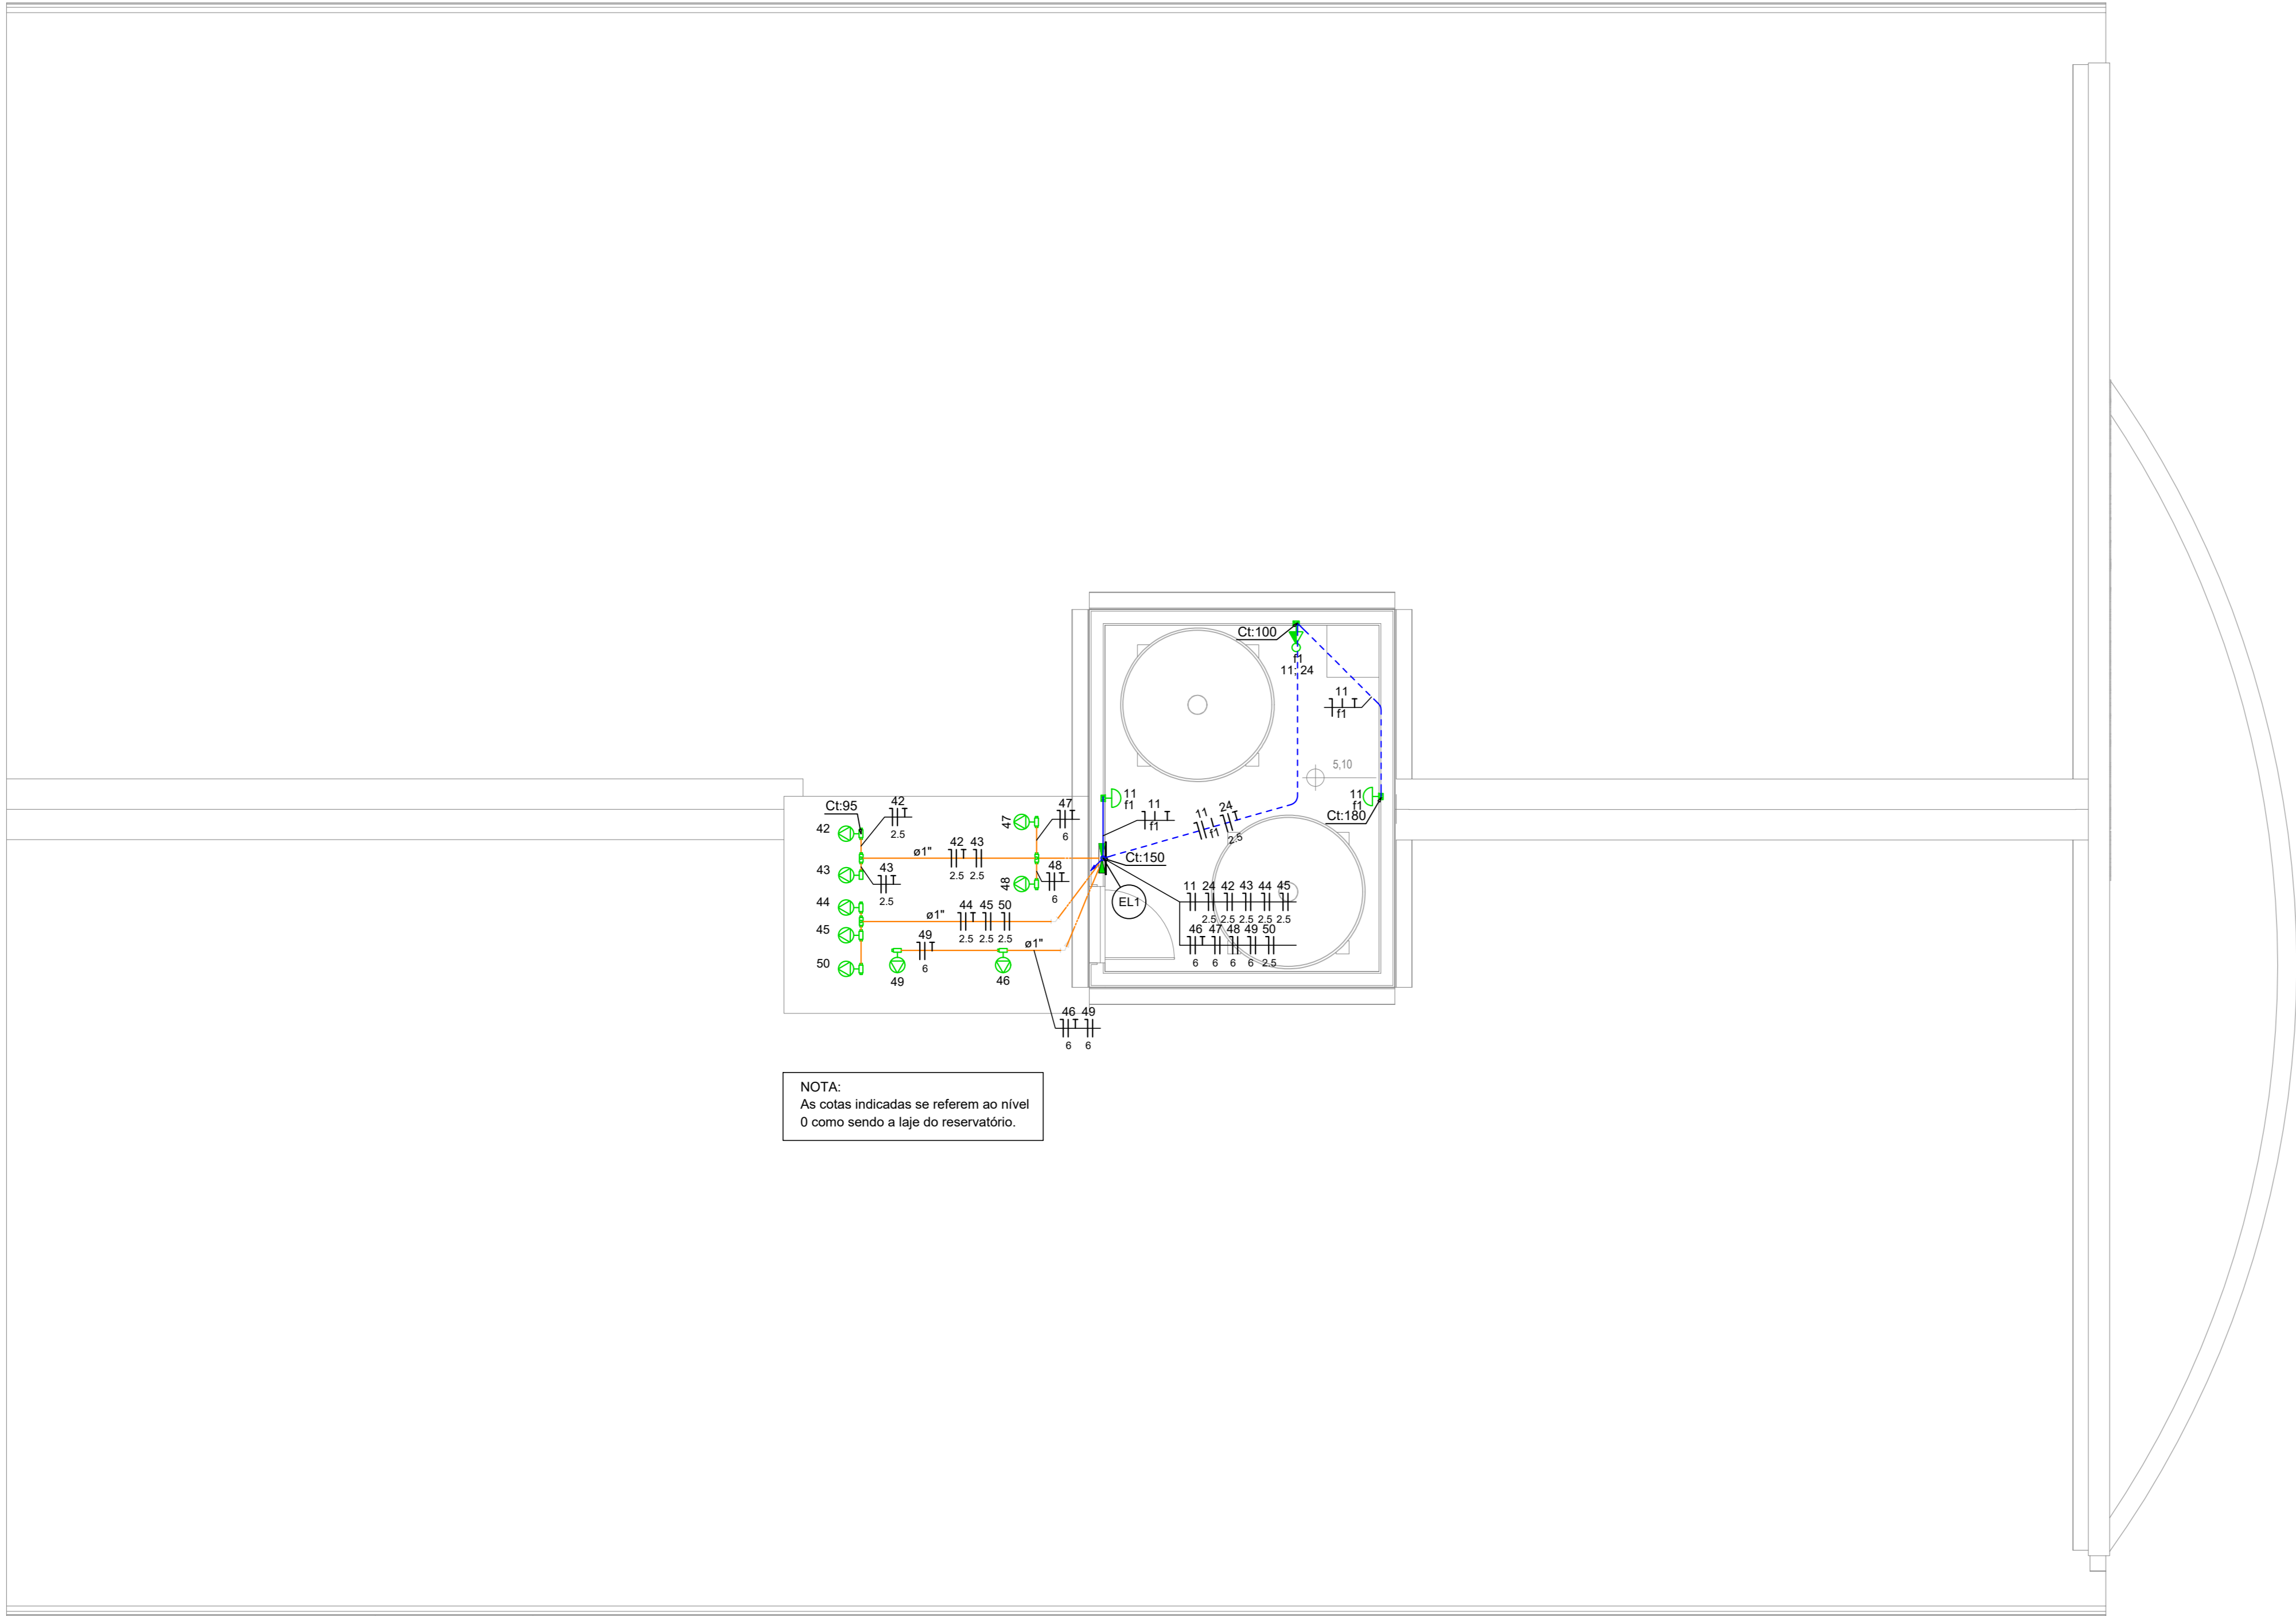 Ct:100
f1
11; 24
11
f1
5,10
11
f1
11
f1
Ct:180
11
f1
11
f1
24
2.5
Ct:150
EL1
11 24 42 43 44 45
2.5 2.5 2.5 2.5 2.5
46 47 48 49 50
6 6 6 6 2.5
Ct:95
42
2.5
42
43
43
2.5
ø1"
42 43
2.5 2.5
47
47
6
48
48
6
44
45
50
ø1"
44 45 50
2.5 2.5 2.5
49
6
49
46
ø1"
46 49
6 6
NOTA:
As cotas indicadas se referem ao nível
0 como sendo a laje do reservatório.